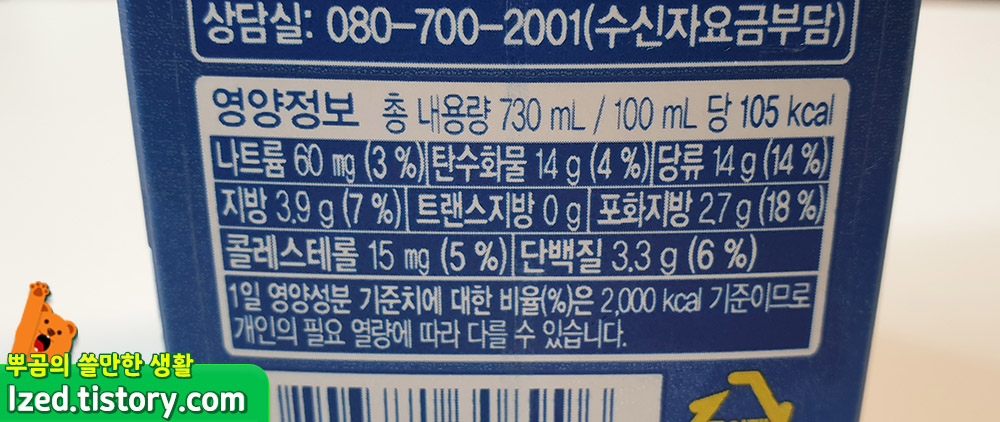 상담실: 080-700-2001(수신자요금부담)
영양정보 총 내용량 730 mL / 100 mL 당 105 kcal
나트륨 60 mg (3 %) 탄수화물 14 g (4 %) 당류 14 g (14 %)
지방 3.9 g (7 %) 트랜스지방 0 g 포화지방 2.7 g (18 %)
콜레스테롤 15 mg (5 %) 단백질 3.3 g (6 %)
1일 영양성분 기준치에 대한 비율(%)은 2,000 kcal 기준이므로
개인의 필요 열량에 따라 다를 수 있습니다.
뿌곰의 쏠만한 생활
lzed.tistory.com